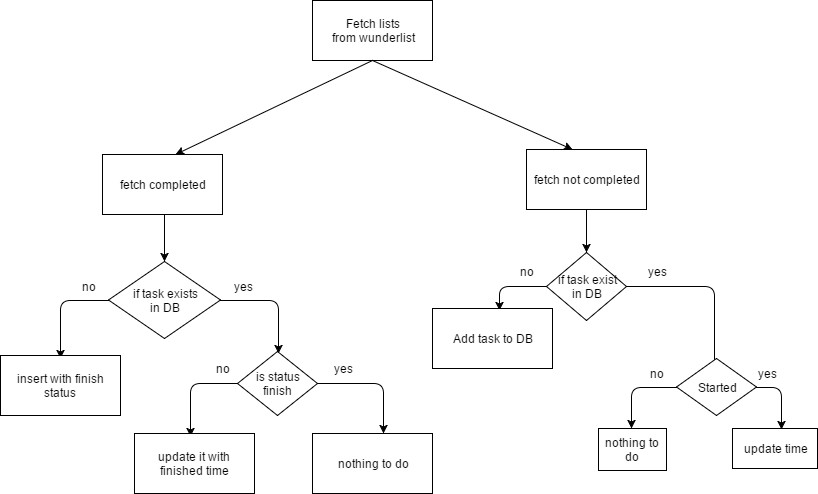 Fetch lists
from wunderlist
fetch completed
fetch not completed
no
if task exists
in DB
yes
no
if task exist
in DB
yes
Add task to DB
insert with finish
status
no
is status
finish
yes
no
Started
yes
update it with
finished time
nothing to do
nothing to
do
update time